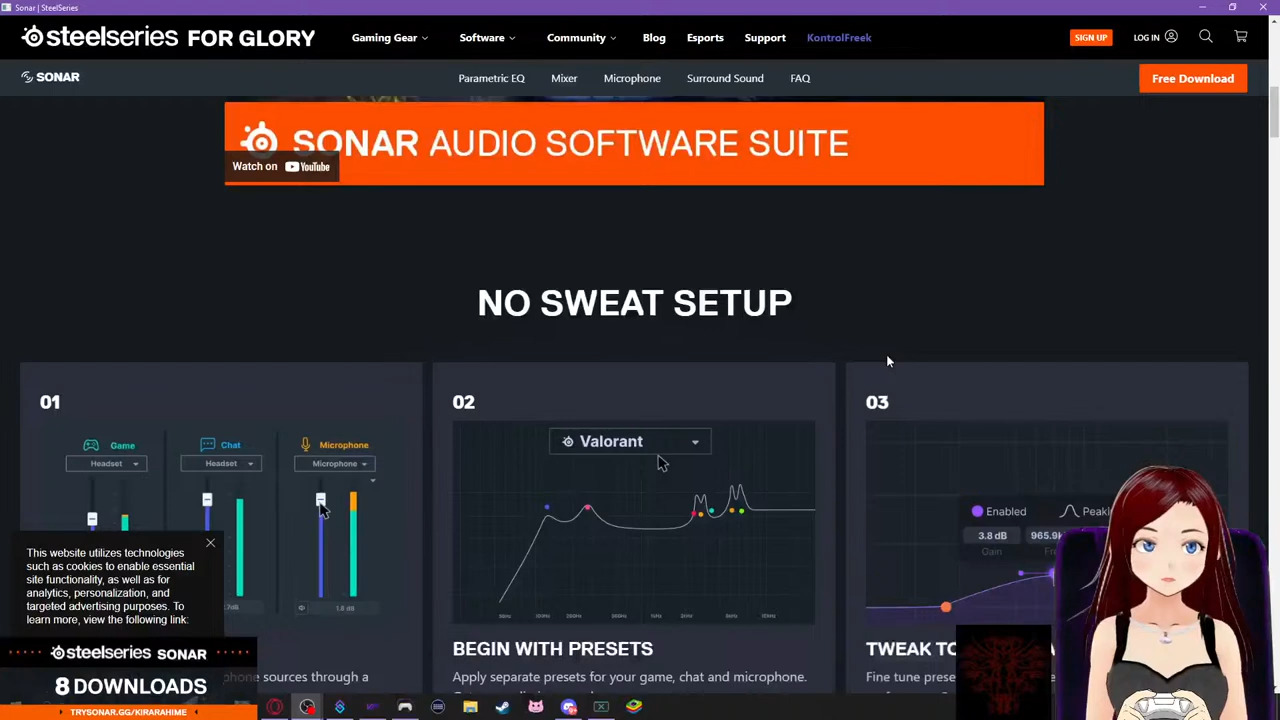 Sonar | SteelSeries
steelseries FOR GLORY
Gaming Gear
Software
Community
Blog
Esports
Support
KontrolFreek
SIGN UP
LOG IN
SONAR
Parametric EQ
Mixer
Microphone
Surround Sound
FAQ
Free Download
SONAR AUDIO SOFTWARE SUITE
Watch on YouTube
NO SWEAT SETUP
01
Game
Headset
Chat
Headset
Microphone
Microphone
1.8 dB
02
Valorant
BEGIN WITH PRESETS
Apply separate presets for your game, chat and microphone.
03
Enabled
3.8 dB
Gain
TWEAK
Fine tune
This website utilizes technologies
such as cookies to enable essential
site functionality, as well as for
analytics, personalization, and
targeted advertising purposes. To
learn more, view the following link:
sources through a
steelseries SONAR
8 DOWNLOADS
TRYSONAR.GG/KIRARAHIME